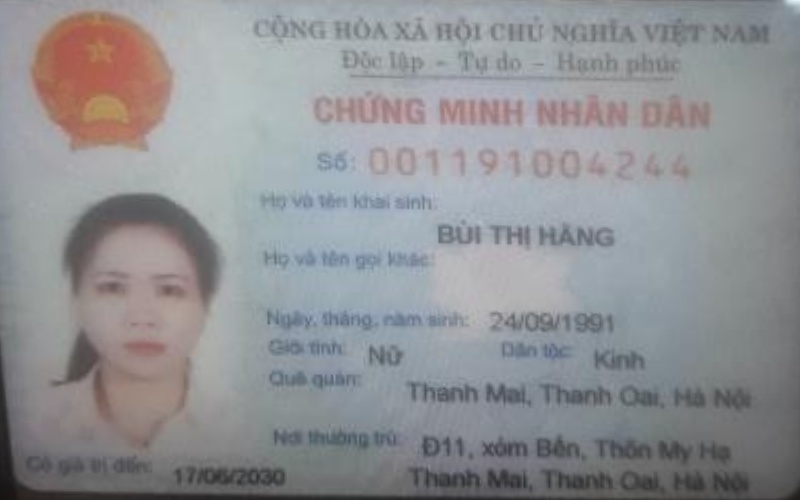 CỘNG HÒA XÃ HỘI CHỦ NGHĨA VIỆT NAM
Độc lập - Tự do - Hạnh phúc
CHỨNG MINH NHÂN DÂN
Số: 001191004244
Họ và tên khai sinh:
BÙI THỊ HẰNG
Họ và tên gọi khác:
Ngày, tháng, năm sinh: 24/09/1991
Giới tính: Nữ Dân tộc: Kinh
Quê quán: Thanh Mai, Thanh Oai, Hà Nội
Nơi thường trú: Đ11, xóm Bến, Thôn My Hạ
Thanh Mai, Thanh Oai, Hà Nội
Có giá trị đến: 17/06/2030